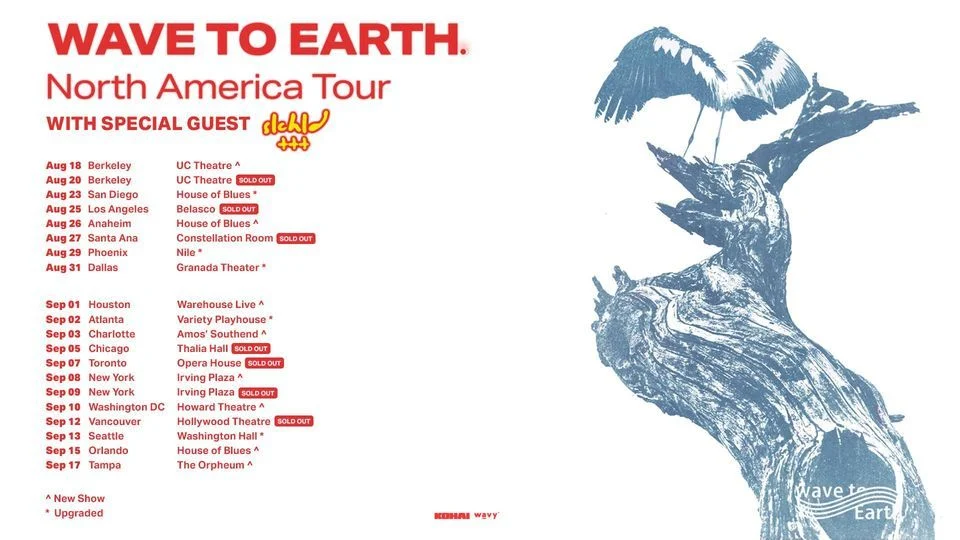 WAVE TO EARTH.
North America Tour
WITH SPECIAL GUEST
Aug 18 Berkeley UC Theatre ^
Aug 20 Berkeley UC Theatre SOLD OUT
Aug 23 San Diego House of Blues *
Aug 25 Los Angeles Belasco SOLD OUT
Aug 26 Anaheim House of Blues ^
Aug 27 Santa Ana Constellation Room SOLD OUT
Aug 29 Phoenix Nile *
Aug 31 Dallas Granada Theater *
Sep 01 Houston Warehouse Live ^
Sep 02 Atlanta Variety Playhouse *
Sep 03 Charlotte Amos' Southend ^
Sep 05 Chicago Thalia Hall SOLD OUT
Sep 07 Toronto Opera House SOLD OUT
Sep 08 New York Irving Plaza ^
Sep 09 New York Irving Plaza SOLD OUT
Sep 10 Washington DC Howard Theatre ^
Sep 12 Vancouver Hollywood Theatre SOLD OUT
Sep 13 Seattle Washington Hall *
Sep 15 Orlando House of Blues ^
Sep 17 Tampa The Orpheum ^
^ New Show
* Upgraded
KOHAI wavy
wave to
Earth